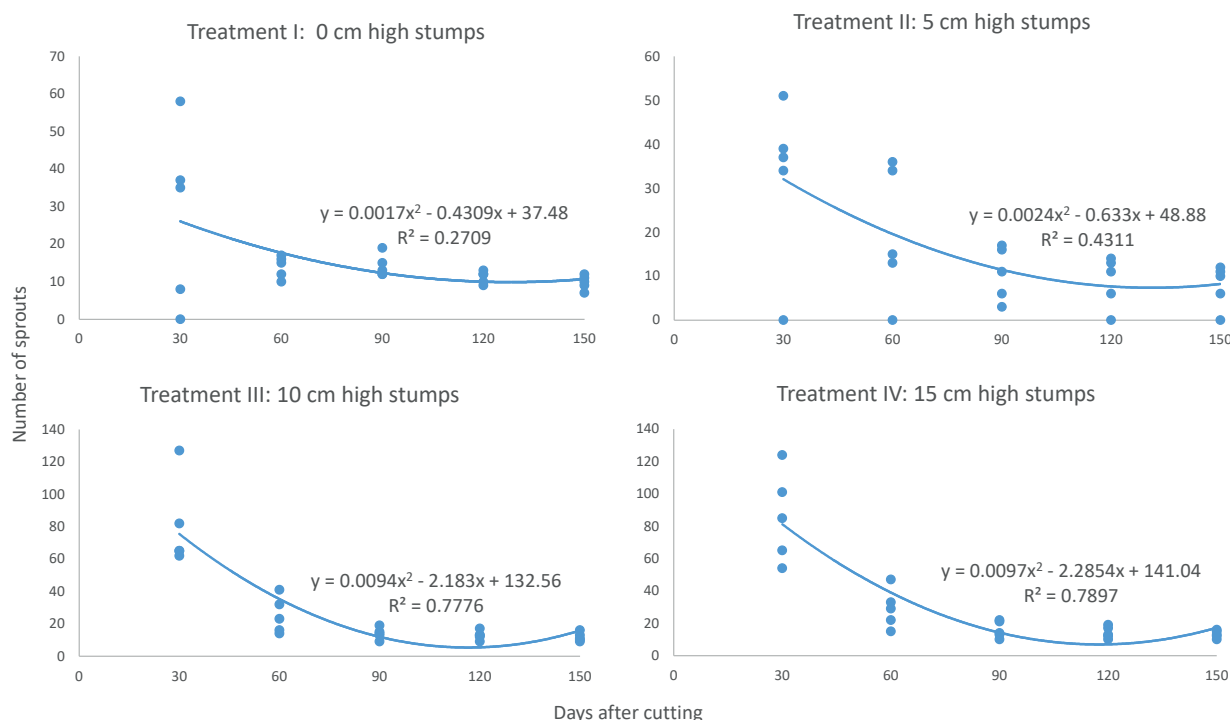 Treatment I:  0 cm high stumps
70
60
50
40
30
20
10
0
y = 0.0017x² - 0.4309x + 37.48
R² = 0.2709
0 30 60 90 120 150
Treatment II: 5 cm high stumps
60
50
40
30
20
10
0
y = 0.0024x² - 0.633x + 48.88
R² = 0.4311
0 30 60 90 120 150
Number of sprouts
Treatment III: 10 cm high stumps
140
120
100
80
60
40
20
0
y = 0.0094x² - 2.183x + 132.56
R² = 0.7776
0 30 60 90 120 150
Treatment IV: 15 cm high stumps
140
120
100
80
60
40
20
0
y = 0.0097x² - 2.2854x + 141.04
R² = 0.7897
0 30 60 90 120 150
Days after cutting